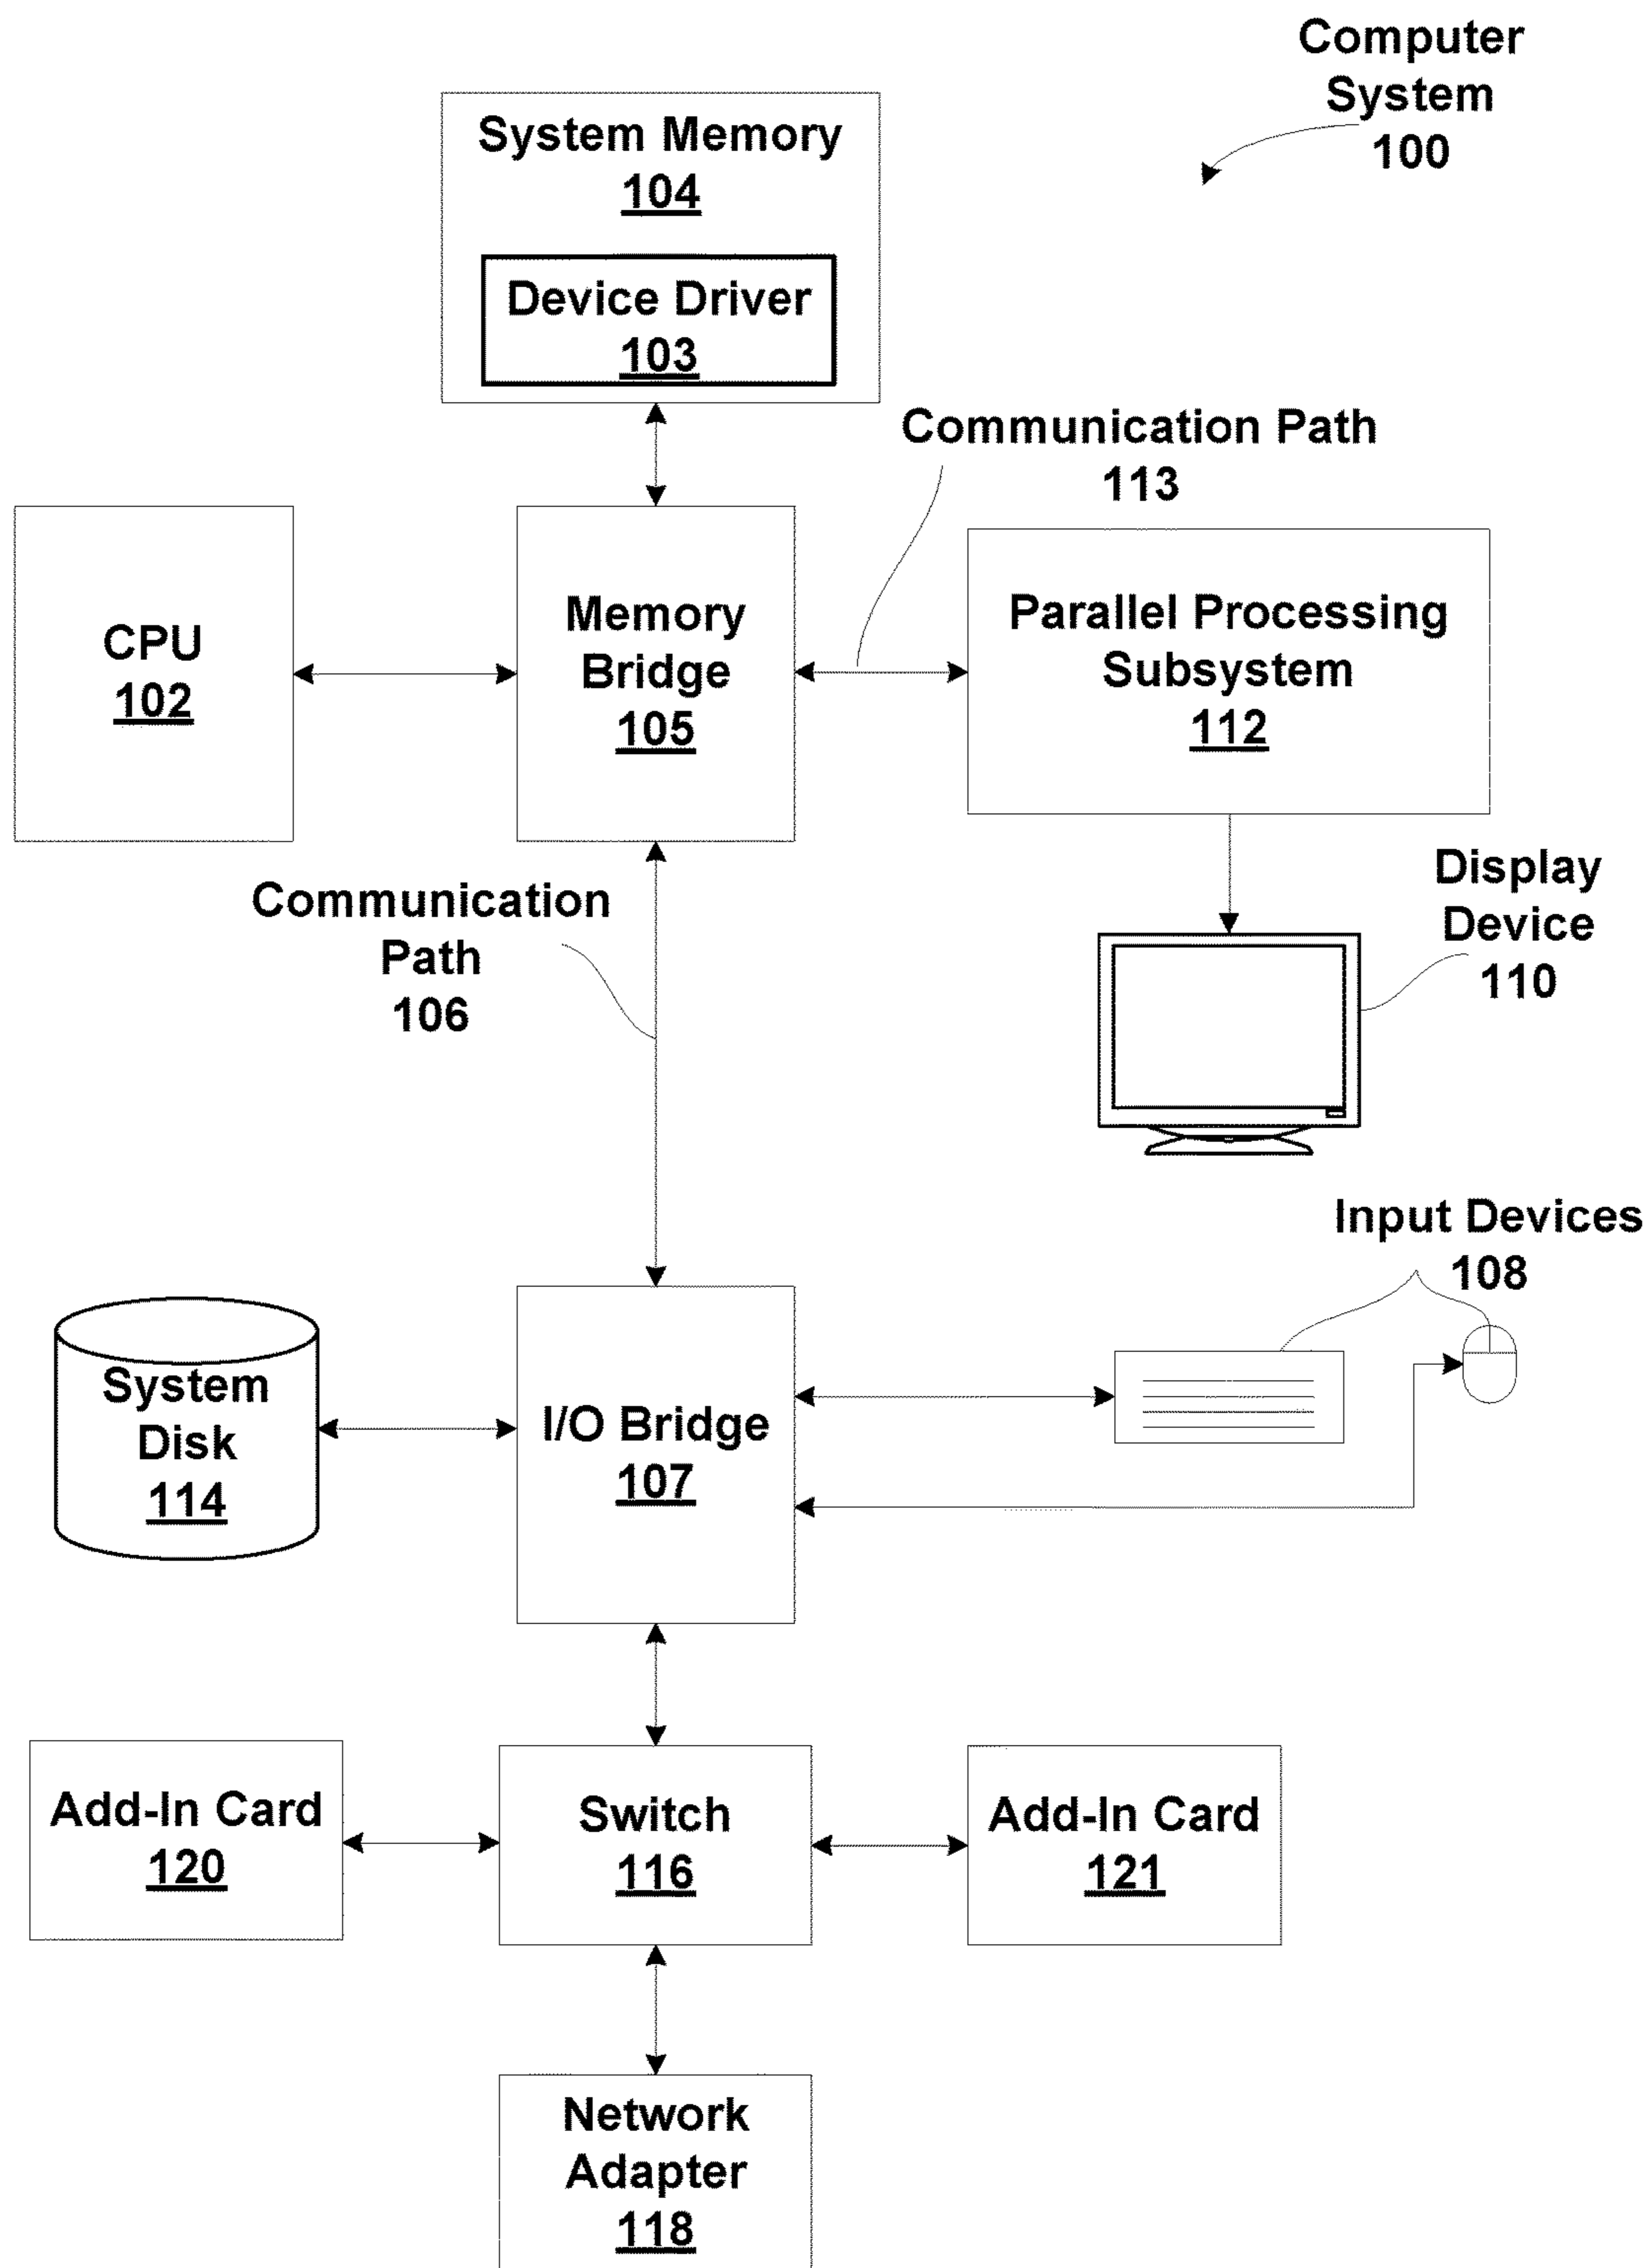 Computer
System
100
System Memory
104
Device Driver
103
Communication Path
113
CPU
102
Memory
Bridge
105
Parallel Processing
Subsystem
112
Communication
Path
106
Display
Device
110
Input Devices
108
System
Disk
114
I/O Bridge
107
Add-In Card
120
Switch
116
Add-In Card
121
Network
Adapter
118